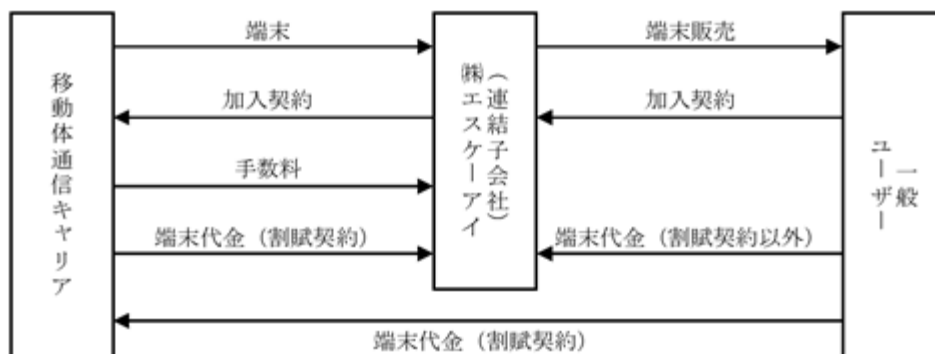 移動体通信キャリア
端末
加入契約
手数料
端末代金（割賦契約）
（連結子会社）
㈱エスケーアイ
端末販売
加入契約
端末代金（割賦契約以外）
一般
ユーザー
端末代金（割賦契約）